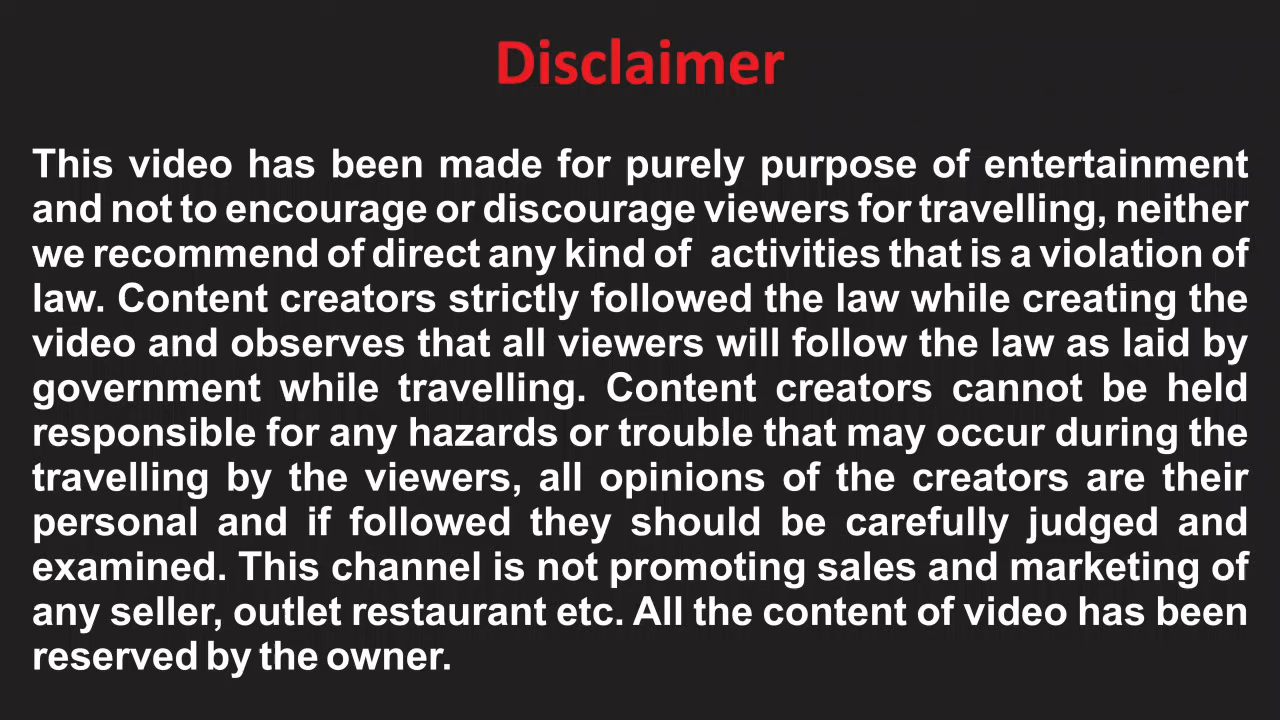 Disclaimer
This video has been made for purely purpose of entertainment
and not to encourage or discourage viewers for travelling, neither
we recommend of direct any kind of  activities that is a violation of
law. Content creators strictly followed the law while creating the
video and observes that all viewers will follow the law as laid by
government while travelling. Content creators cannot be held
responsible for any hazards or trouble that may occur during the
travelling by the viewers, all opinions of the creators are their
personal and if followed they should be carefully judged and
examined. This channel is not promoting sales and marketing of
any seller, outlet restaurant etc. All the content of video has been
reserved by the owner.